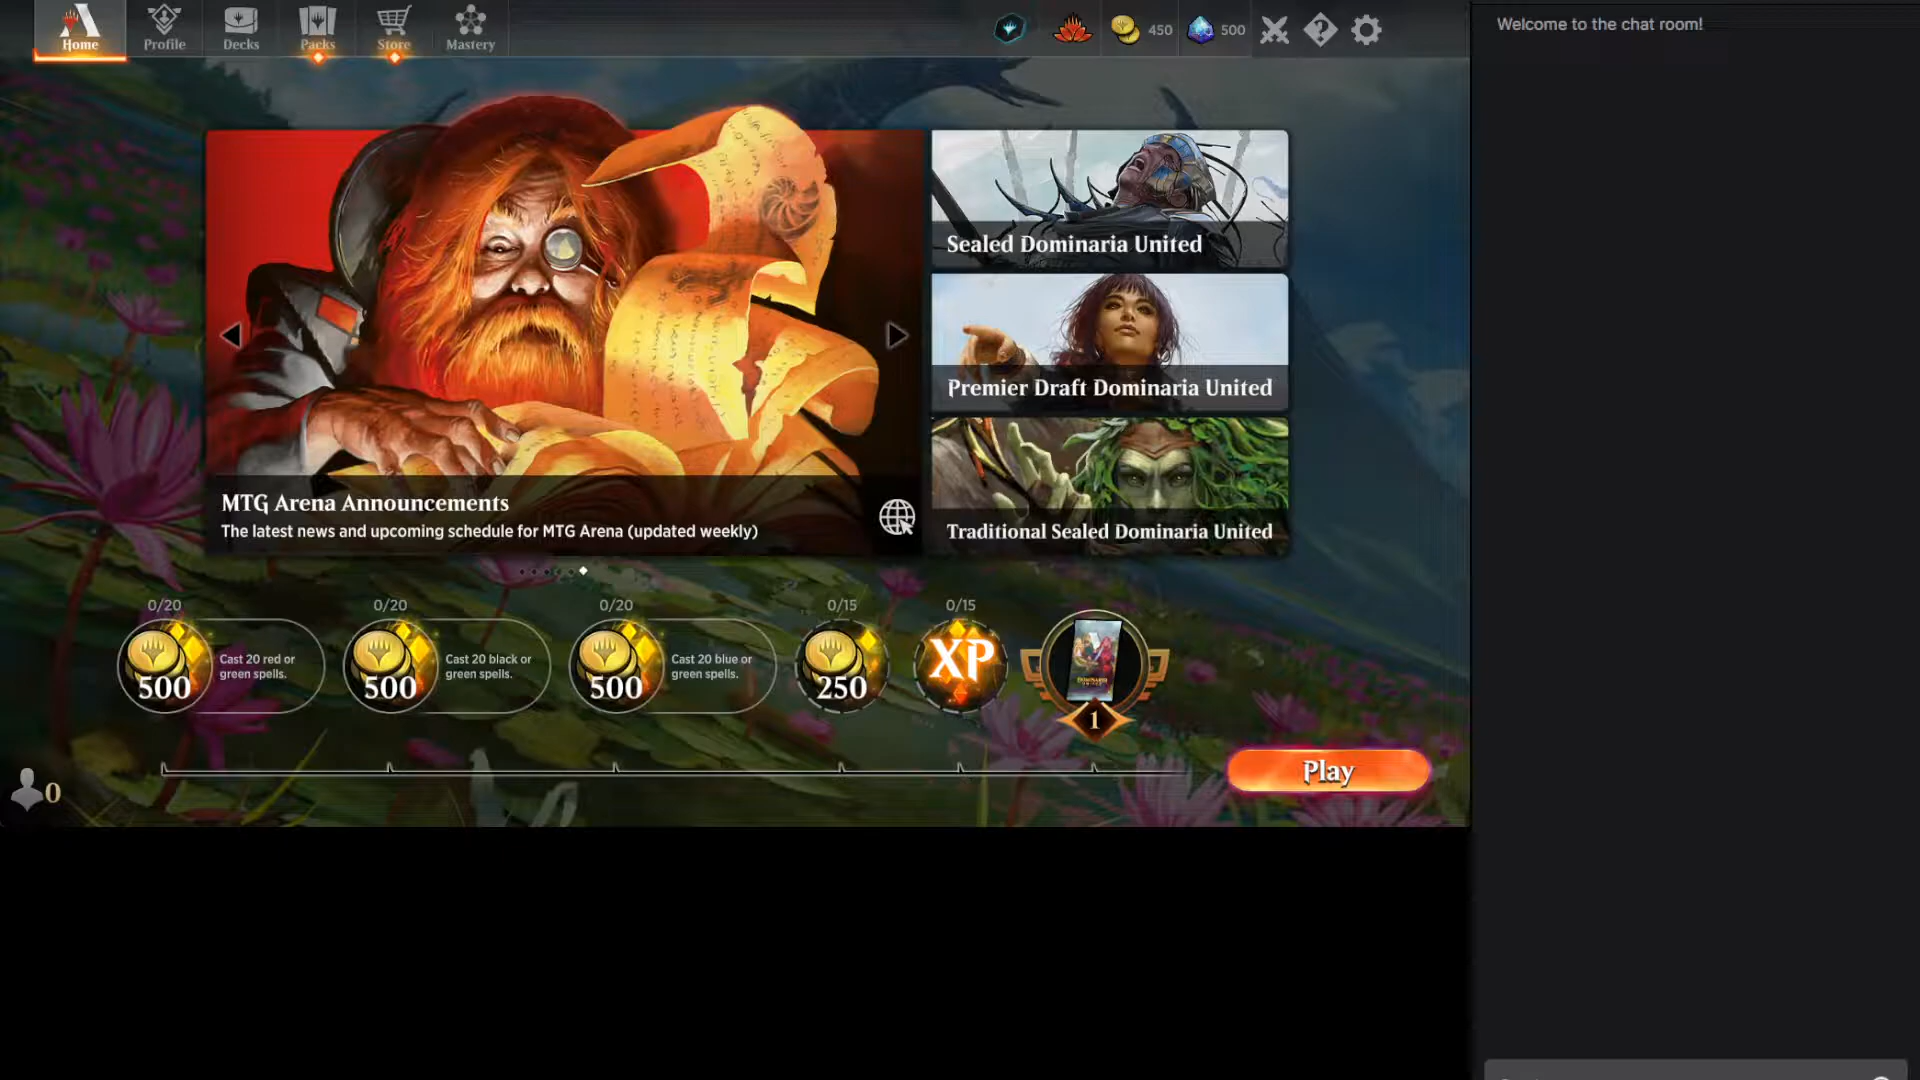 Home
Profile
Decks
Packs
Store
Mastery
450
500
Welcome to the chat room!
MTG Arena Announcements
The latest news and upcoming schedule for MTG Arena (updated weekly)
Sealed Dominaria United
Premier Draft Dominaria United
Traditional Sealed Dominaria United
0/20
500
Cast 20 red or
green spells.
0/20
500
Cast 20 black or
green spells.
0/20
500
Cast 20 blue or
green spells.
0/15
250
0/15
XP
1
0
Play